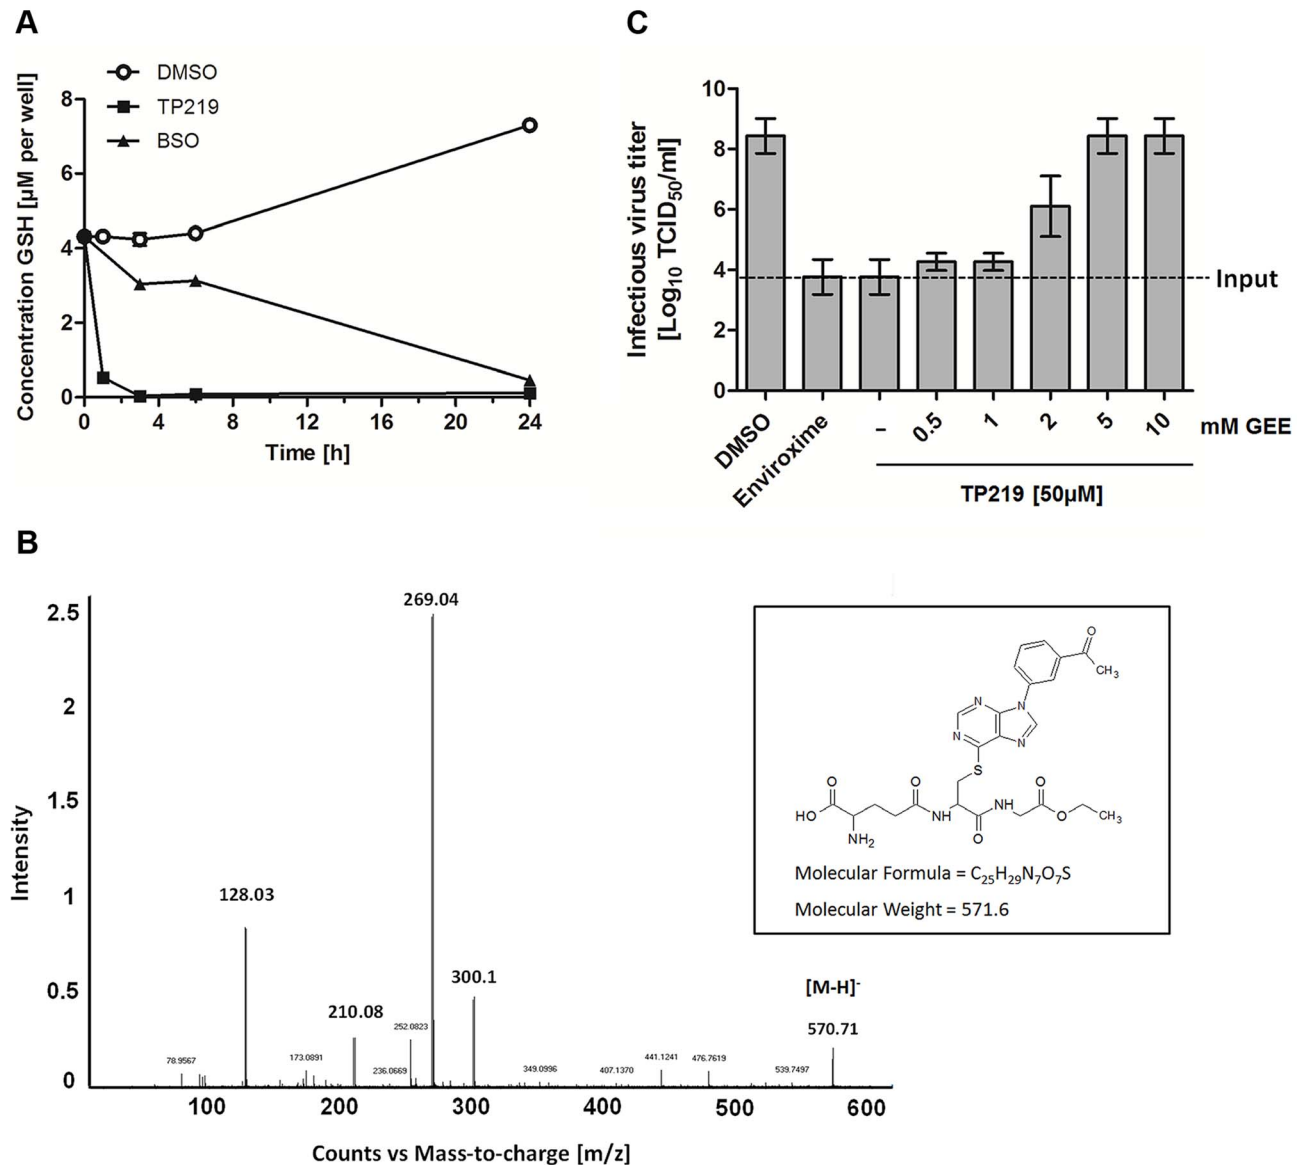 A
DMSO
TP219
BSO
Concentration GSH [µM per well]
8
6
4
2
0
0 4 8 12 16 20 24
Time [h]
C
Infectious virus titer
[Log10 TCID50/ml]
10
8
6
4
2
0
Input
DMSO Enviroxime – 0.5 1 2 5 10 mM GEE
TP219 [50µM]
B
Intensity
2.5
2
1.5
1
0.5
0
269.04
128.03
300.1
210.08
252.0823
78.9567
173.0891
236.0669
349.0996
407.1370
441.1241
476.7619
539.7497
[M-H]-
570.71
100 200 300 400 500 600
Counts vs Mass-to-charge [m/z]
O
CH3
N N
N N
S
O O O
HO NH NH O CH3
NH2 O
Molecular Formula = C25H29N7O7S
Molecular Weight = 571.6